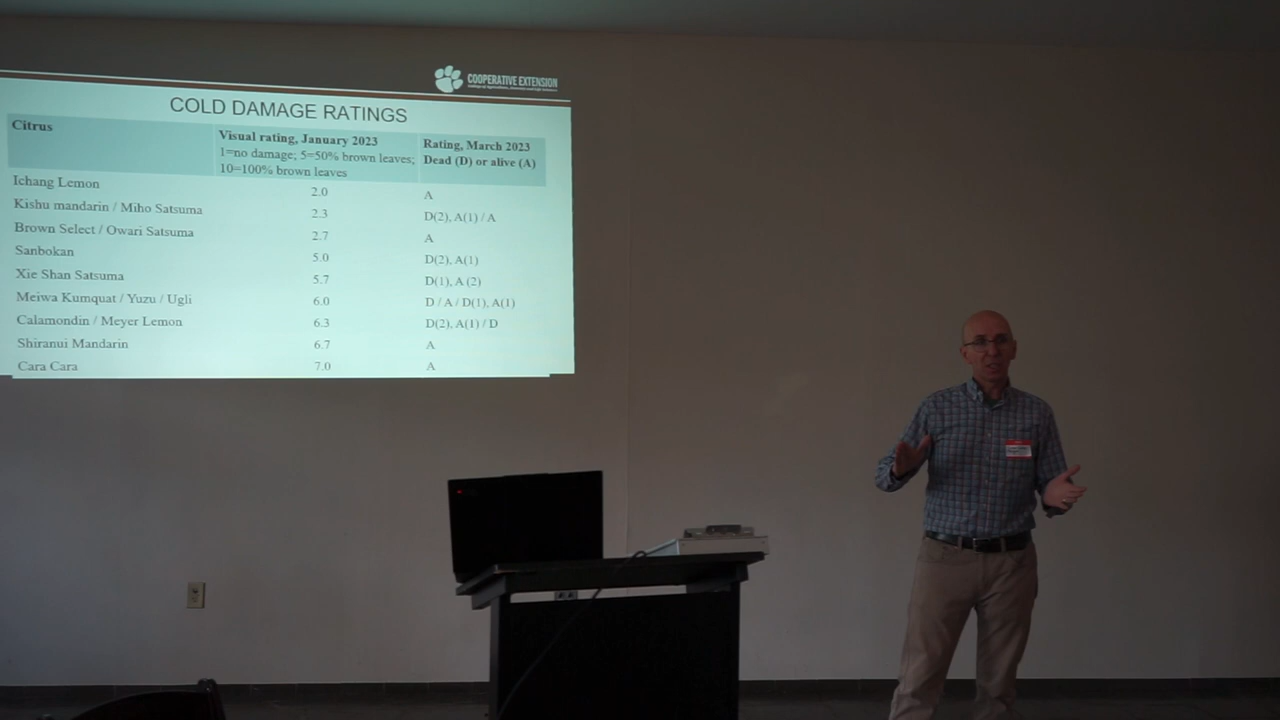 COOPERATIVE EXTENSION
COLD DAMAGE RATINGS
Citrus
Visual rating, January 2023
1=no damage; 5=50% brown leaves;
10=100% brown leaves
Rating, March 2023
Dead (D) or alive (A)
Ichang Lemon 2.0 A
Kishu mandarin / Miho Satsuma 2.3 D(2), A(1) / A
Brown Select / Owari Satsuma 2.7 A
Sanbokan 5.0 D(2), A(1)
Xie Shan Satsuma 5.7 D(1), A (2)
Meiwa Kumquat / Yuzu / Ugli 6.0 D / A / D(1), A(1)
Calamondin / Meyer Lemon 6.3 D(2), A(1) / D
Shiranui Mandarin 6.7 A
Cara Cara 7.0 A